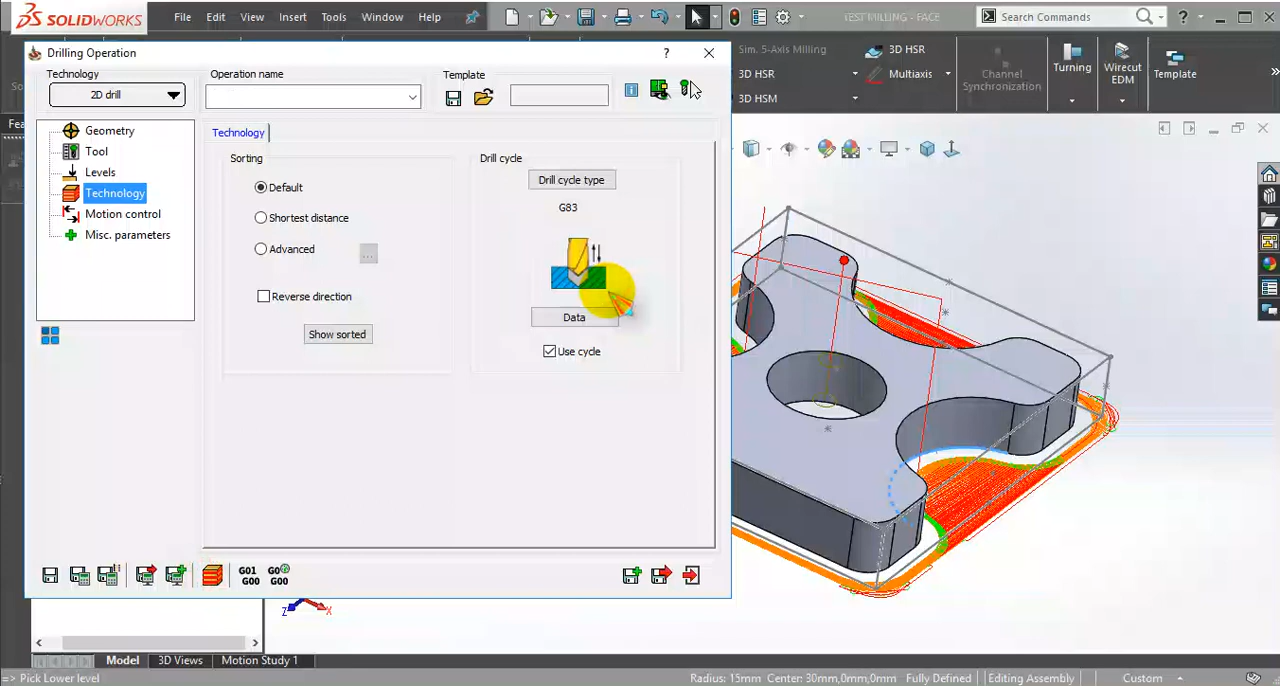 SOLIDWORKS
File Edit View Insert Tools Window Help
TEST MILLING - FACE
Search Commands
?
Drilling Operation
?
Technology
2D drill
Operation name
Template
Geometry
Tool
Levels
Technology
Motion control
Misc. parameters
Technology
Sorting
Default
Shortest distance
Advanced
...
Reverse direction
Show sorted
Drill cycle
Drill cycle type
G83
Data
Use cycle
G01
G00
G0
G00
Sim. 5-Axis Milling
3D HSR
3D HSM
3D HSR
Multiaxis
Channel
Synchronization
Turning
Wirecut
EDM
Template
Fea
Z
X
Model 3D Views Motion Study 1
=> Pick Lower level
Radius: 15mm Center: 30mm,0mm,0mm Fully Defined Editing Assembly Custom